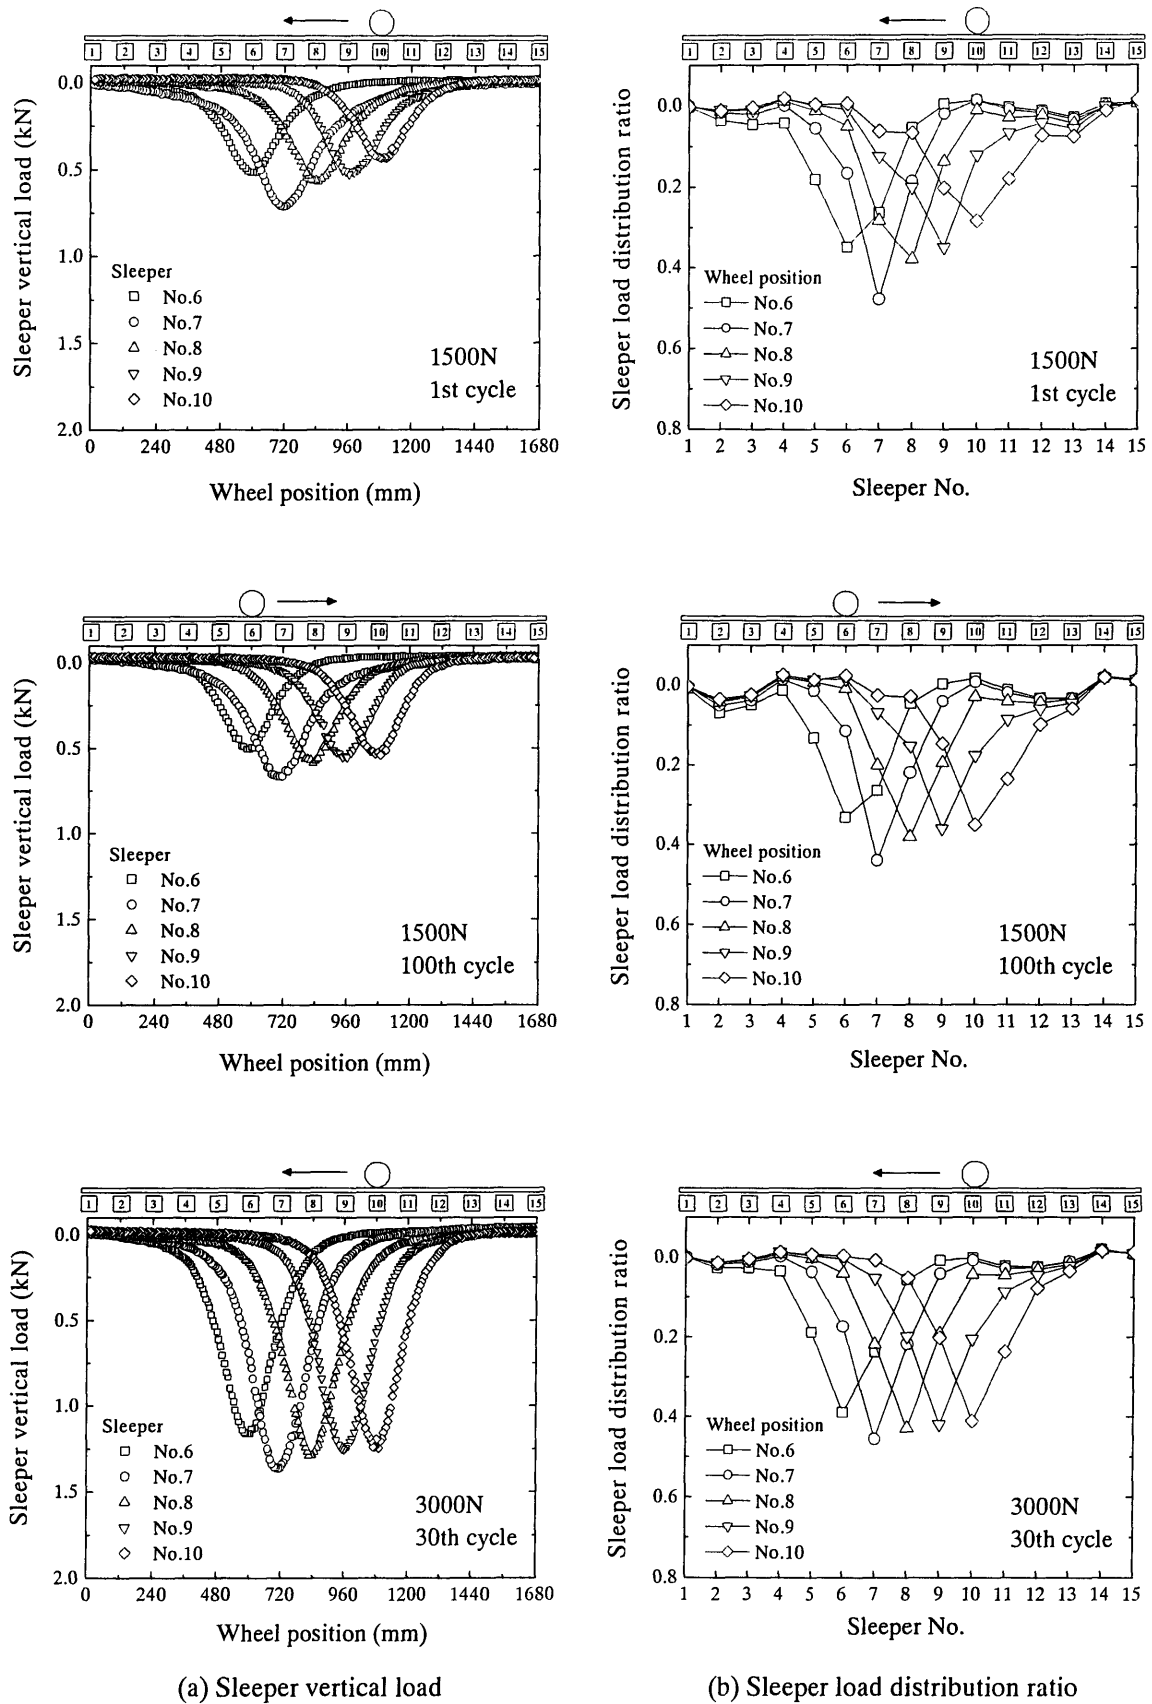 1 2 3 4 5 6 7 8 9 10 11 12 13 14 15
0.0
0.5
1.0
1.5
2.0
Sleeper vertical load (kN)
Sleeper
No.6
No.7
No.8
No.9
No.10
1500N
1st cycle
0 240 480 720 960 1200 1440 1680
Wheel position (mm)
1 2 3 4 5 6 7 8 9 10 11 12 13 14 15
0.0
0.2
0.4
0.6
0.8
Sleeper load distribution ratio
Wheel position
No.6
No.7
No.8
No.9
No.10
1500N
1st cycle
1 2 3 4 5 6 7 8 9 10 11 12 13 14 15
Sleeper No.
1 2 3 4 5 6 7 8 9 10 11 12 13 14 15
0.0
0.5
1.0
1.5
2.0
Sleeper vertical load (kN)
Sleeper
No.6
No.7
No.8
No.9
No.10
1500N
100th cycle
0 240 480 720 960 1200 1440 1680
Wheel position (mm)
1 2 3 4 5 6 7 8 9 10 11 12 13 14 15
0.0
0.2
0.4
0.6
0.8
Sleeper load distribution ratio
Wheel position
No.6
No.7
No.8
No.9
No.10
1500N
100th cycle
1 2 3 4 5 6 7 8 9 10 11 12 13 14 15
Sleeper No.
1 2 3 4 5 6 7 8 9 10 11 12 13 14 15
0.0
0.5
1.0
1.5
2.0
Sleeper vertical load (kN)
Sleeper
No.6
No.7
No.8
No.9
No.10
3000N
30th cycle
0 240 480 720 960 1200 1440 1680
Wheel position (mm)
1 2 3 4 5 6 7 8 9 10 11 12 13 14 15
0.0
0.2
0.4
0.6
0.8
Sleeper load distribution ratio
Wheel position
No.6
No.7
No.8
No.9
No.10
3000N
30th cycle
1 2 3 4 5 6 7 8 9 10 11 12 13 14 15
Sleeper No.
(a) Sleeper vertical load
(b) Sleeper load distribution ratio